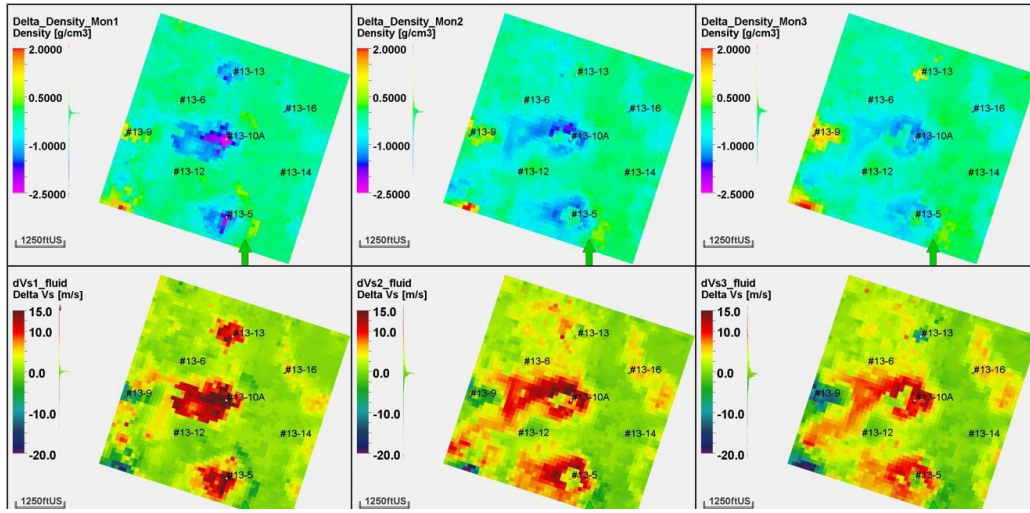 Delta_Density_Mon1
Density [g/cm3]
2.0000
0.5000
-1.0000
-2.5000
#13-13
#13-6
#13-16
#13-9
#13-10A
#13-12
#13-14
#13-5
1250ftUS
Delta_Density_Mon2
Density [g/cm3]
2.0000
0.5000
-1.0000
-2.5000
#13-13
#13-6
#13-16
#13-9
#13-10A
#13-12
#13-14
#13-5
1250ftUS
Delta_Density_Mon3
Density [g/cm3]
2.0000
0.5000
-1.0000
-2.5000
#13-13
#13-6
#13-16
#13-9
#13-10A
#13-12
#13-14
#13-5
1250ftUS
dVs1_fluid
Delta Vs [m/s]
15.0
0.0
-10.0
-20.0
#13-13
#13-6
#13-16
#13-9
#13-10A
#13-12
#13-14
#13-5
1250ftUS
dVs2_fluid
Delta Vs [m/s]
15.0
0.0
-10.0
-20.0
#13-13
#13-6
#13-16
#13-9
#13-10A
#13-12
#13-14
#13-5
1250ftUS
dVs3_fluid
Delta Vs [m/s]
15.0
0.0
-10.0
-20.0
#13-13
#13-6
#13-16
#13-9
#13-10A
#13-12
#13-14
#13-5
1250ftUS